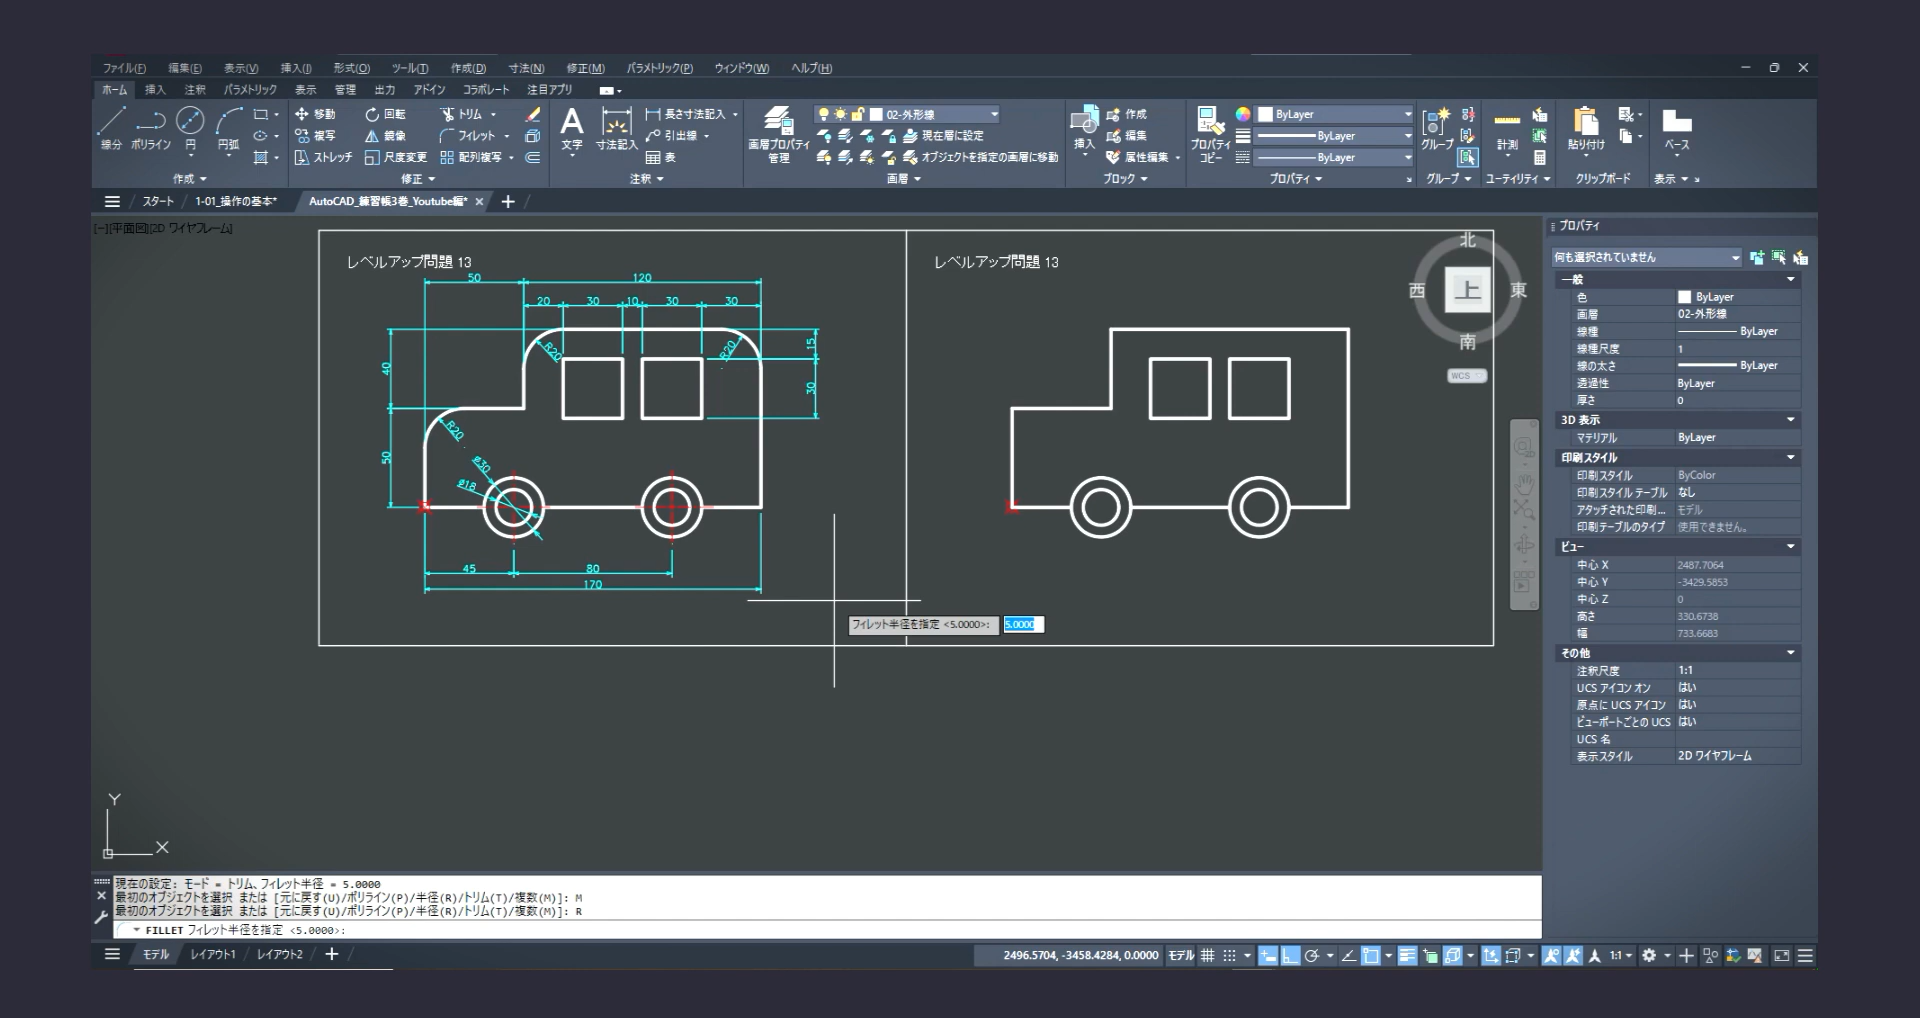 ファイル(F) 編集(E) 表示(V) 挿入(I) 形式(O) ツール(T) 作成(D) 寸法(N) 修正(M) パラメトリック(P) ウィンドウ(W) ヘルプ(H)
ホーム 挿入 注釈 パラメトリック 表示 管理 出力 アドイン コラボレート 注目アプリ
線分 ポリライン 円 円弧
作成
移動 回転 トリム
複写 鏡像 フィレット
ストレッチ 尺度変更 配列複写
修正
文字 寸法記入
長さ寸法記入
引出線
表
注釈
画層プロパティ管理
02-外形線
現在層に設定
オブジェクトを指定の画層に移動
画層
挿入
作成
編集
属性編集
ブロック
プロパティコピー
ByLayer
ByLayer
ByLayer
プロパティ
グループ
グループ
計測
ユーティリティ
貼り付け
クリップボード
ベース
表示
スタート 1-01_操作の基本* AutoCAD_練習帳3巻_Youtube編*
[−][平面図][2D ワイヤフレーム]
レベルアップ問題 13
50 120
20 30 10 30 30
R20 R20 15
40 30
R20
50 ø30
ø18
45 80
170
レベルアップ問題 13
北
西 上 東
南
WCS
フィレット半径を指定 <5.0000>: 5.0000
Y
X
プロパティ
何も選択されていません
一般
色 ByLayer
画層 02-外形線
線種 ByLayer
線種尺度 1
線の太さ ByLayer
透過性 ByLayer
厚さ 0
3D 表示
マテリアル ByLayer
印刷スタイル
印刷スタイル ByColor
印刷スタイル テーブル なし
アタッチされた印刷... モデル
印刷テーブルのタイプ 使用できません。
ビュー
中心 X 2487.7064
中心 Y -3429.5853
中心 Z 0
高さ 330.6738
幅 733.6683
その他
注釈尺度 1:1
UCS アイコン オン はい
原点に UCS アイコン はい
ビューポートごとの UCS はい
UCS 名
表示スタイル 2D ワイヤフレーム
現在の設定: モード = トリム、フィレット半径 = 5.0000
最初のオブジェクトを選択 または [元に戻す(U)/ポリライン(P)/半径(R)/トリム(T)/複数(M)]: M
最初のオブジェクトを選択 または [元に戻す(U)/ポリライン(P)/半径(R)/トリム(T)/複数(M)]: R
FILLET フィレット半径を指定 <5.0000>:
モデル レイアウト1 レイアウト2
2496.5704, -3458.4284, 0.0000 モデル 1:1